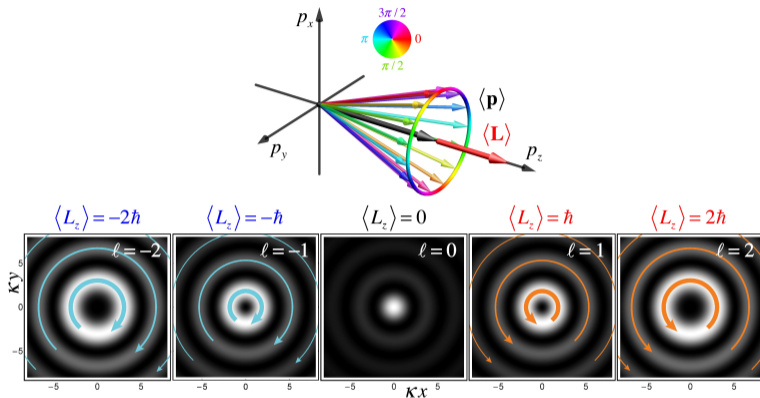 3π/2
p_x
π 0
π/2
⟨p⟩
⟨L⟩
p_y
p_z
⟨L_z⟩ = −2ħ ⟨L_z⟩ = −ħ ⟨L_z⟩ = 0 ⟨L_z⟩ = ħ ⟨L_z⟩ = 2ħ
ℓ = −2 ℓ = −1 ℓ = 0 ℓ = 1 ℓ = 2
5
κy
0
−5
−5 0 5 −5 0 5 −5 0 5 −5 0 5 −5 0 5
κx